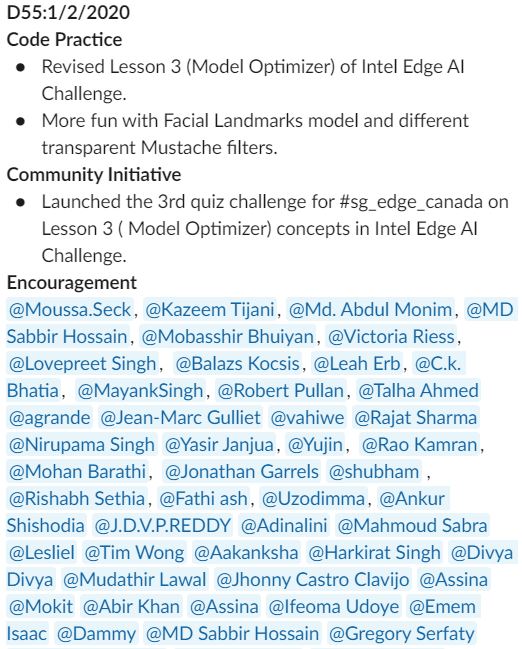 D55:1/2/2020
Code Practice
● Revised Lesson 3 (Model Optimizer) of Intel Edge AI
Challenge.
● More fun with Facial Landmarks model and different
transparent Mustache filters.
Community Initiative
● Launched the 3rd quiz challenge for #sg_edge_canada on
Lesson 3 ( Model Optimizer) concepts in Intel Edge AI
Challenge.
Encouragement
@Moussa.Seck, @Kazeem Tijani, @Md. Abdul Monim, @MD
Sabbir Hossain, @Mobasshir Bhuiyan, @Victoria Riess,
@Lovepreet Singh, @Balazs Kocsis, @Leah Erb, @C.k.
Bhatia, @MayankSingh, @Robert Pullan, @Talha Ahmed
@agrande @Jean-Marc Gulliet @vahiwe @Rajat Sharma
@Nirupama Singh @Yasir Janjua, @Yujin, @Rao Kamran,
@Mohan Barathi, @Jonathan Garrels @shubham ,
@Rishabh Sethia, @Fathi ash, @Uzodimma, @Ankur
Shishodia @J.D.V.P.REDDY @Adinalini @Mahmoud Sabra
@Lesliel @Tim Wong @Aakanksha @Harkirat Singh @Divya
Divya @Mudathir Lawal @Jhonny Castro Clavijo @Assina
@Mokit @Abir Khan @Assina @Ifeoma Udoye @Emem
Isaac @Dammy @MD Sabbir Hossain @Gregory Serfaty